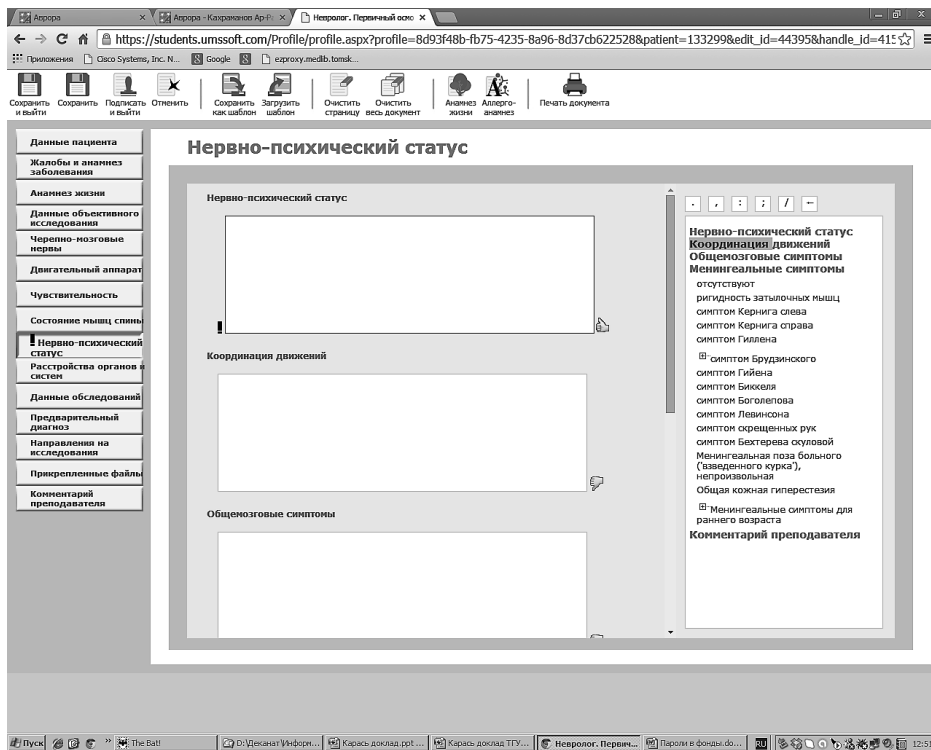 Аврора
Аврора - Кахраманов Ар-Р
Невролог. Первичный осмо
https://students.umssoft.com/Profile/profile.aspx?profile=8d93f48b-fb75-4235-8a96-8d37cb622528&patient=133299&edit_id=44395&handle_id=415
Приложения
Cisco Systems, Inc. N...
Google
ezproxy.medlib.tomsk...
Сохранить и выйти
Сохранить
Подписать и выйти
Отменить
Сохранить как шаблон
Загрузить шаблон
Очистить страницу
Очистить весь документ
Анамнез жизни
Аллерго-анамнез
Печать документа
Данные пациента
Жалобы и анамнез
заболевания
Анамнез жизни
Данные объективного
исследования
Черепно-мозговые
нервы
Двигательный аппарат
Чувствительность
Состояние мышц спины
Нервно-психический
статус
Расстройства органов и
систем
Данные обследований
Предварительный
диагноз
Направления на
исследования
Прикрепленные файлы
Комментарий
преподавателя
Нервно-психический статус
Нервно-психический статус
Координация движений
Общемозговые симптомы
. , : ; / ←
Нервно-психический статус
Координация движений
Общемозговые симптомы
Менингеальные симптомы
отсутствуют
ригидность затылочных мышц
симптом Кернига слева
симптом Кернига справа
симптом Гиллена
симптом Брудзинского
симптом Гийена
симптом Биккеля
симптом Боголепова
симптом Левинсона
симптом скрещенных рук
симптом Бехтерева скуловой
Менингеальная поза больного
('взведенного курка'),
непроизвольная
Общая кожная гиперестезия
Менингеальные симптомы для
раннего возраста
Комментарий преподавателя
Пуск
The Bat!
D:\Деканат\Информ...
Карась доклад.ppt ...
Карась доклад ТГУ...
Невролог. Первич...
Пароли в фонды.do...
RU
12:5